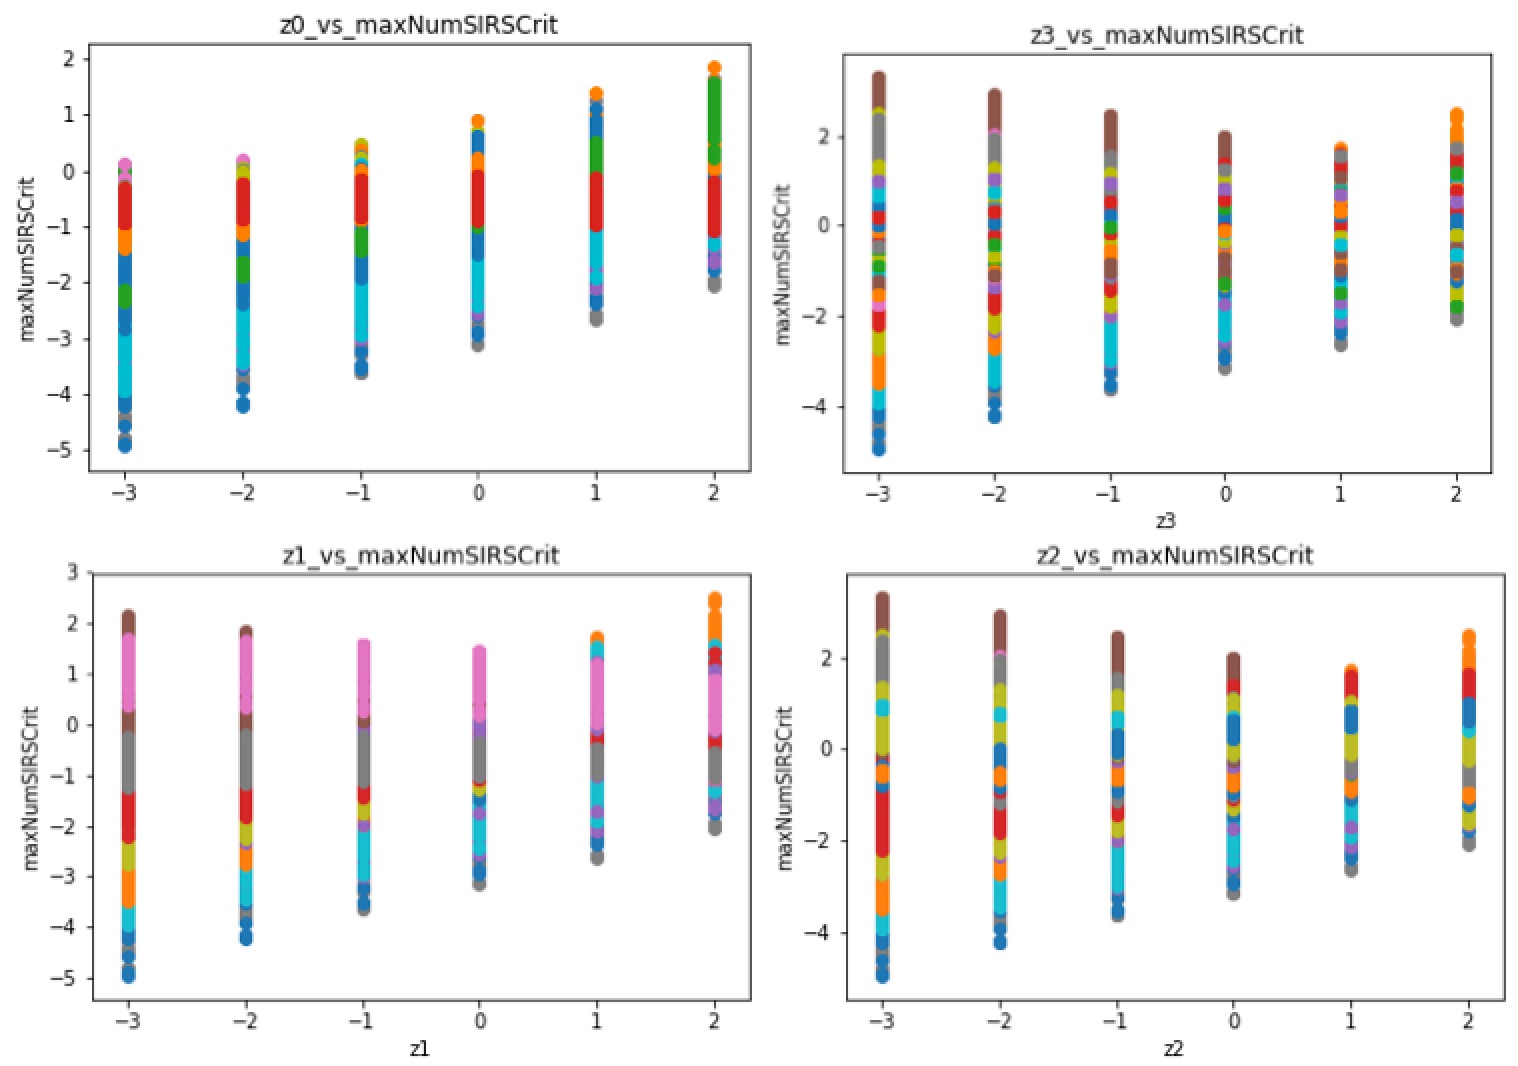 z0_vs_maxNumSIRSCrit
maxNumSIRSCrit
2
1
0
−1
−2
−3
−4
−5
−3 −2 −1 0 1 2
z3_vs_maxNumSIRSCrit
maxNumSIRSCrit
2
0
−2
−4
−3 −2 −1 0 1 2
z3
z1_vs_maxNumSIRSCrit
maxNumSIRSCrit
3
2
1
0
−1
−2
−3
−4
−5
−3 −2 −1 0 1 2
z1
z2_vs_maxNumSIRSCrit
maxNumSIRSCrit
2
0
−2
−4
−3 −2 −1 0 1 2
z2